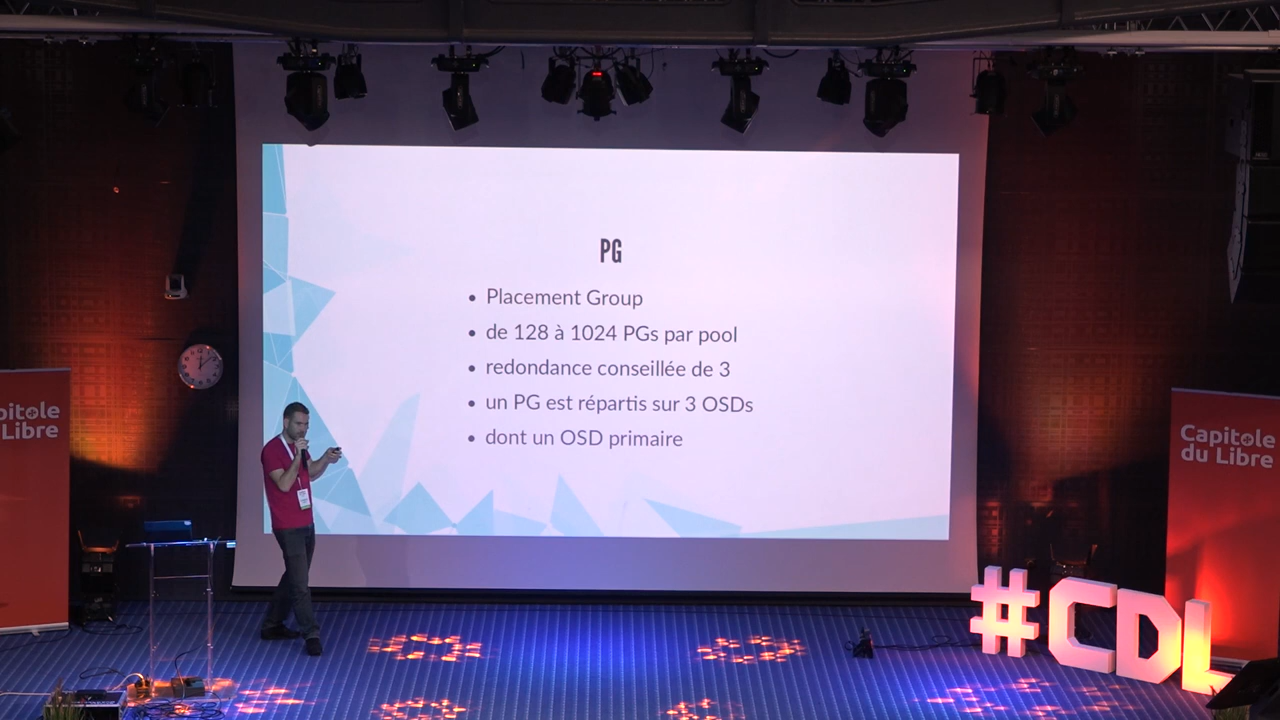 PG
Placement Group
de 128 à 1024 PGs par pool
redondance conseillée de 3
un PG est répartis sur 3 OSDs
dont un OSD primaire
pitole
Libre
Capitole
du Libre
#CDL